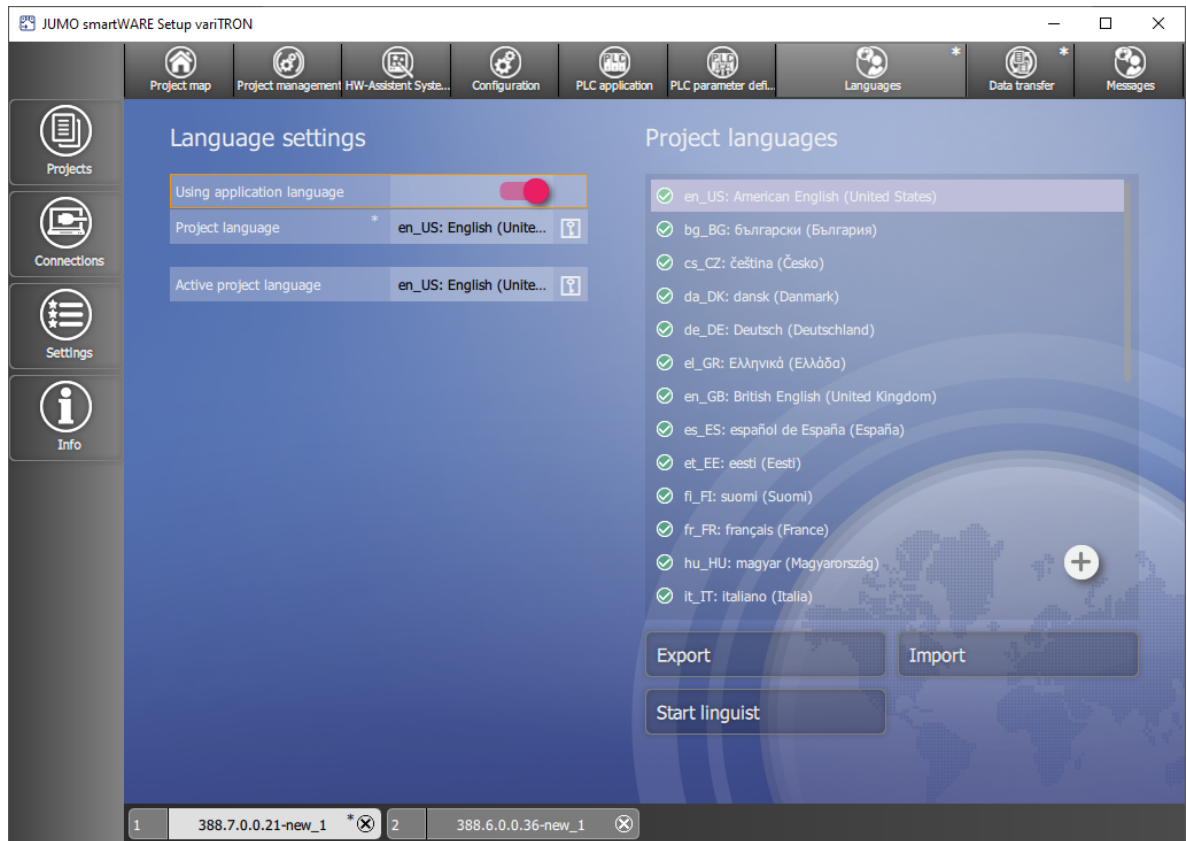 JUMO smartWARE Setup variTRON
Project map
Project management
HW-Assistent Syste...
Configuration
PLC application
PLC parameter defi...
Languages *
Data transfer *
Messages
Projects
Connections
Settings
Info
Language settings
Using application language
Project language * en_US: English (Unite...
Active project language en_US: English (Unite...
Project languages
en_US: American English (United States)
bg_BG: български (България)
cs_CZ: čeština (Česko)
da_DK: dansk (Danmark)
de_DE: Deutsch (Deutschland)
el_GR: Ελληνικά (Ελλάδα)
en_GB: British English (United Kingdom)
es_ES: español de España (España)
et_EE: eesti (Eesti)
fi_FI: suomi (Suomi)
fr_FR: français (France)
hu_HU: magyar (Magyarország)
it_IT: italiano (Italia)
Export
Import
Start linguist
1 388.7.0.0.21-new_1 *
2 388.6.0.0.36-new_1